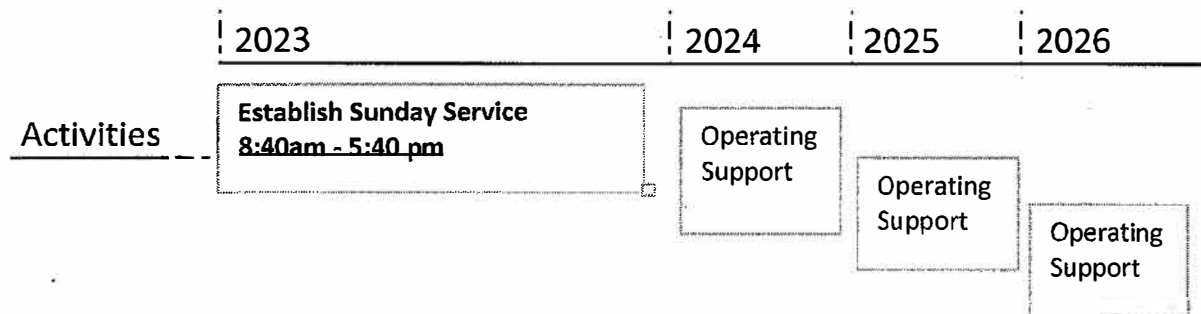 2023 2024 2025 2026
Activities
Establish Sunday Service
8:40am - 5:40 pm
Operating
Support
Operating
Support
Operating
Support